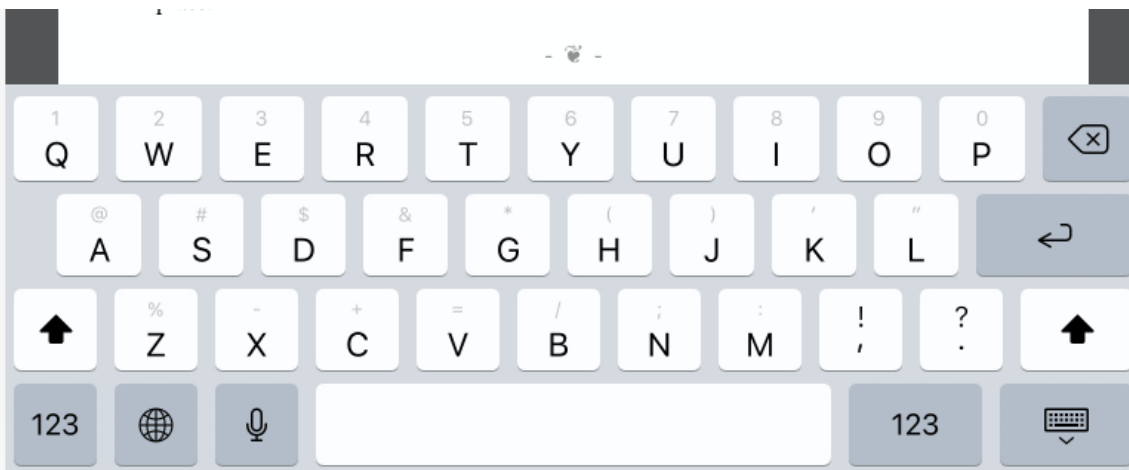 - ❦ -
1 2 3 4 5 6 7 8 9 0
Q W E R T Y U I O P
@ # $ & * ( ) ' "
A S D F G H J K L
% - + = / ; : ! ?
Z X C V B N M , .
123 123